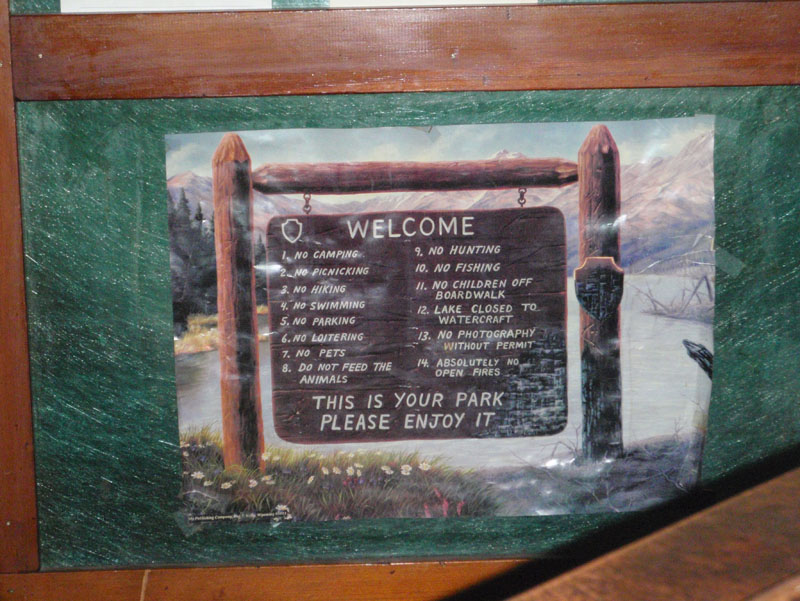 WELCOME
1. NO CAMPING
2. NO PICNICKING
3. NO HIKING
4. NO SWIMMING
5. NO PARKING
6. NO LOITERING
7. NO PETS
8. DO NOT FEED THE
ANIMALS
9. NO HUNTING
10. NO FISHING
11. NO CHILDREN OFF
BOARDWALK
12. LAKE CLOSED TO
WATERCRAFT
13. NO PHOTOGRAPHY
WITHOUT PERMIT
14. ABSOLUTELY NO
OPEN FIRES
THIS IS YOUR PARK
PLEASE ENJOY IT
Publishing Company,